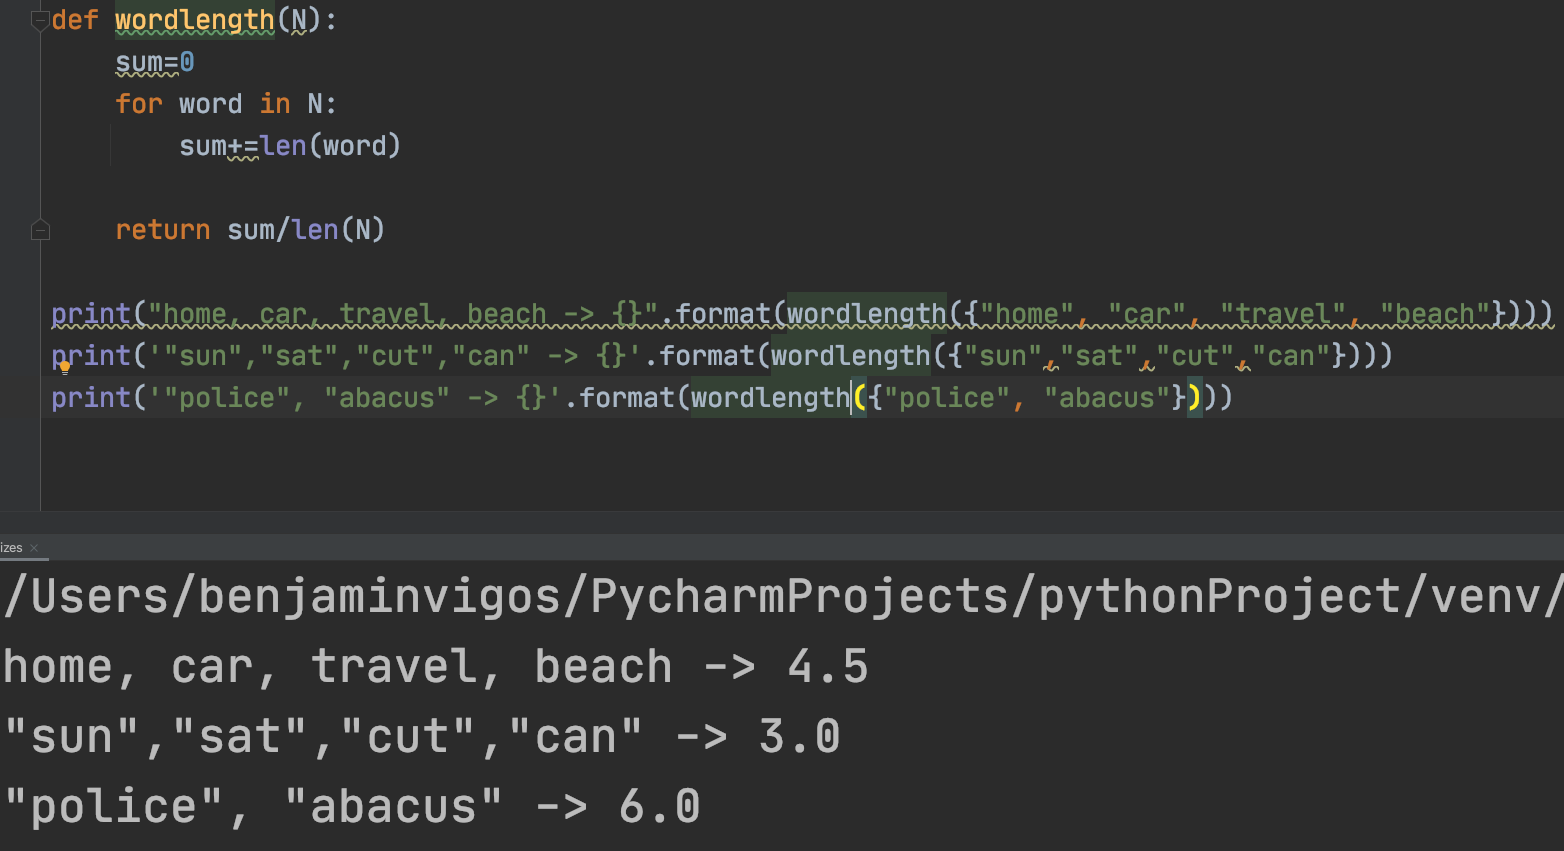 def wordlength(N):
    sum=0
    for word in N:
        sum+=len(word)
    return sum/len(N)
print("home, car, travel, beach -> {}".format(wordlength({"home", "car", "travel", "beach"})))
print('"sun","sat","cut","can" -> {}'.format(wordlength({"sun","sat","cut","can"})))
print('"police", "abacus" -> {}'.format(wordlength({"police", "abacus"})))
izes ×
/Users/benjaminvigos/PycharmProjects/pythonProject/venv/
home, car, travel, beach -> 4.5
"sun","sat","cut","can" -> 3.0
"police", "abacus" -> 6.0